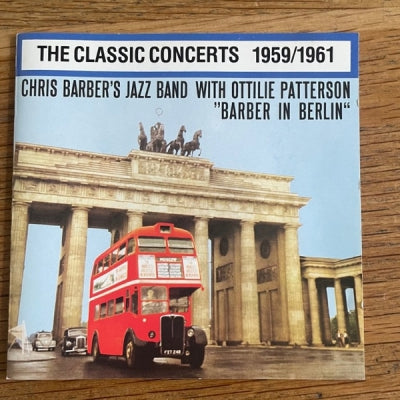 THE CLASSIC CONCERTS 1959/1961
CHRIS BARBER'S JAZZ BAND WITH OTTILIE PATTERSON
”BARBER IN BERLIN“